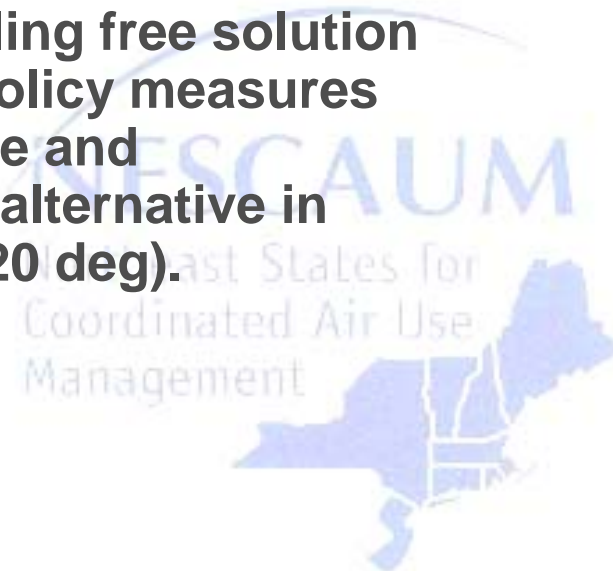 ling free solution
olicy measures
e and
alternative in
20 deg).
NESCAUM
Northeast States for
Coordinated Air Use
Management